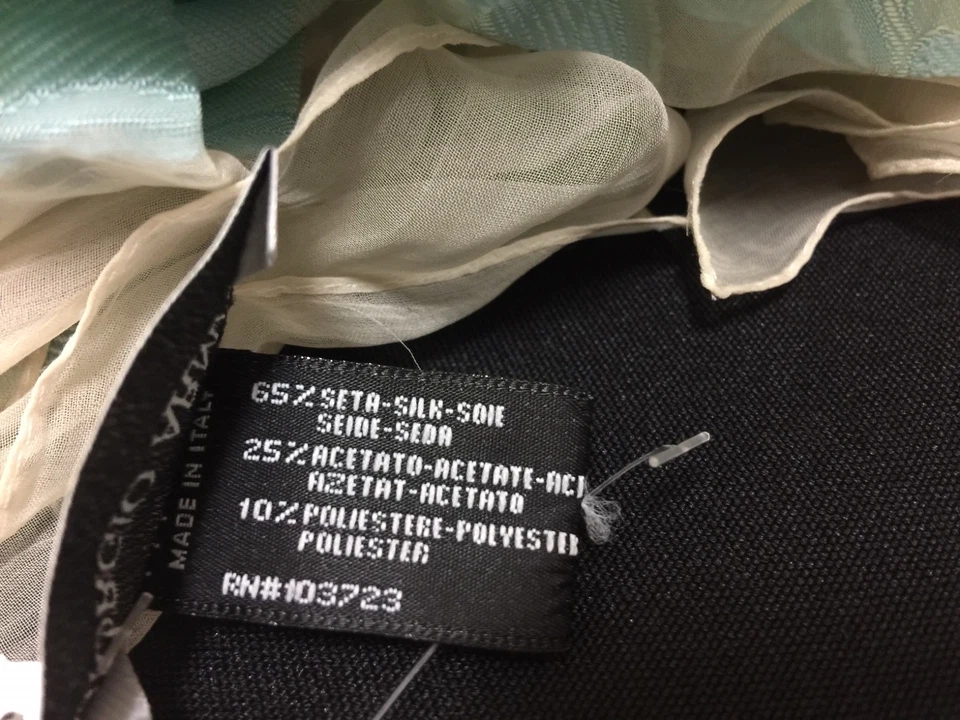 65% SETA-SILK-SOIE
SEIDE-SEDA
25% ACETATO-ACETATE-ACE
AZETAT-ACETATO
10% POLIESTERE-POLYESTER
POLIESTER
RN#103723
MADE IN ITALY